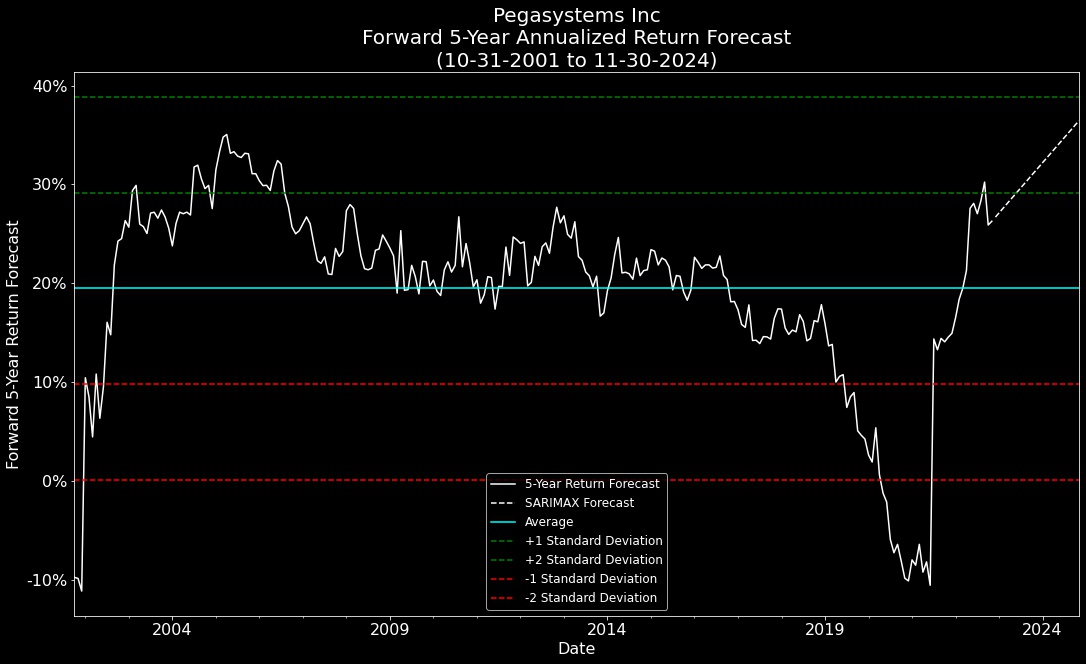 Pegasystems Inc
Forward 5-Year Annualized Return Forecast
(10-31-2001 to 11-30-2024)
Forward 5-Year Return Forecast
40%
30%
20%
10%
0%
-10%
5-Year Return Forecast
SARIMAX Forecast
Average
+1 Standard Deviation
+2 Standard Deviation
-1 Standard Deviation
-2 Standard Deviation
2004 2009 2014 2019 2024
Date